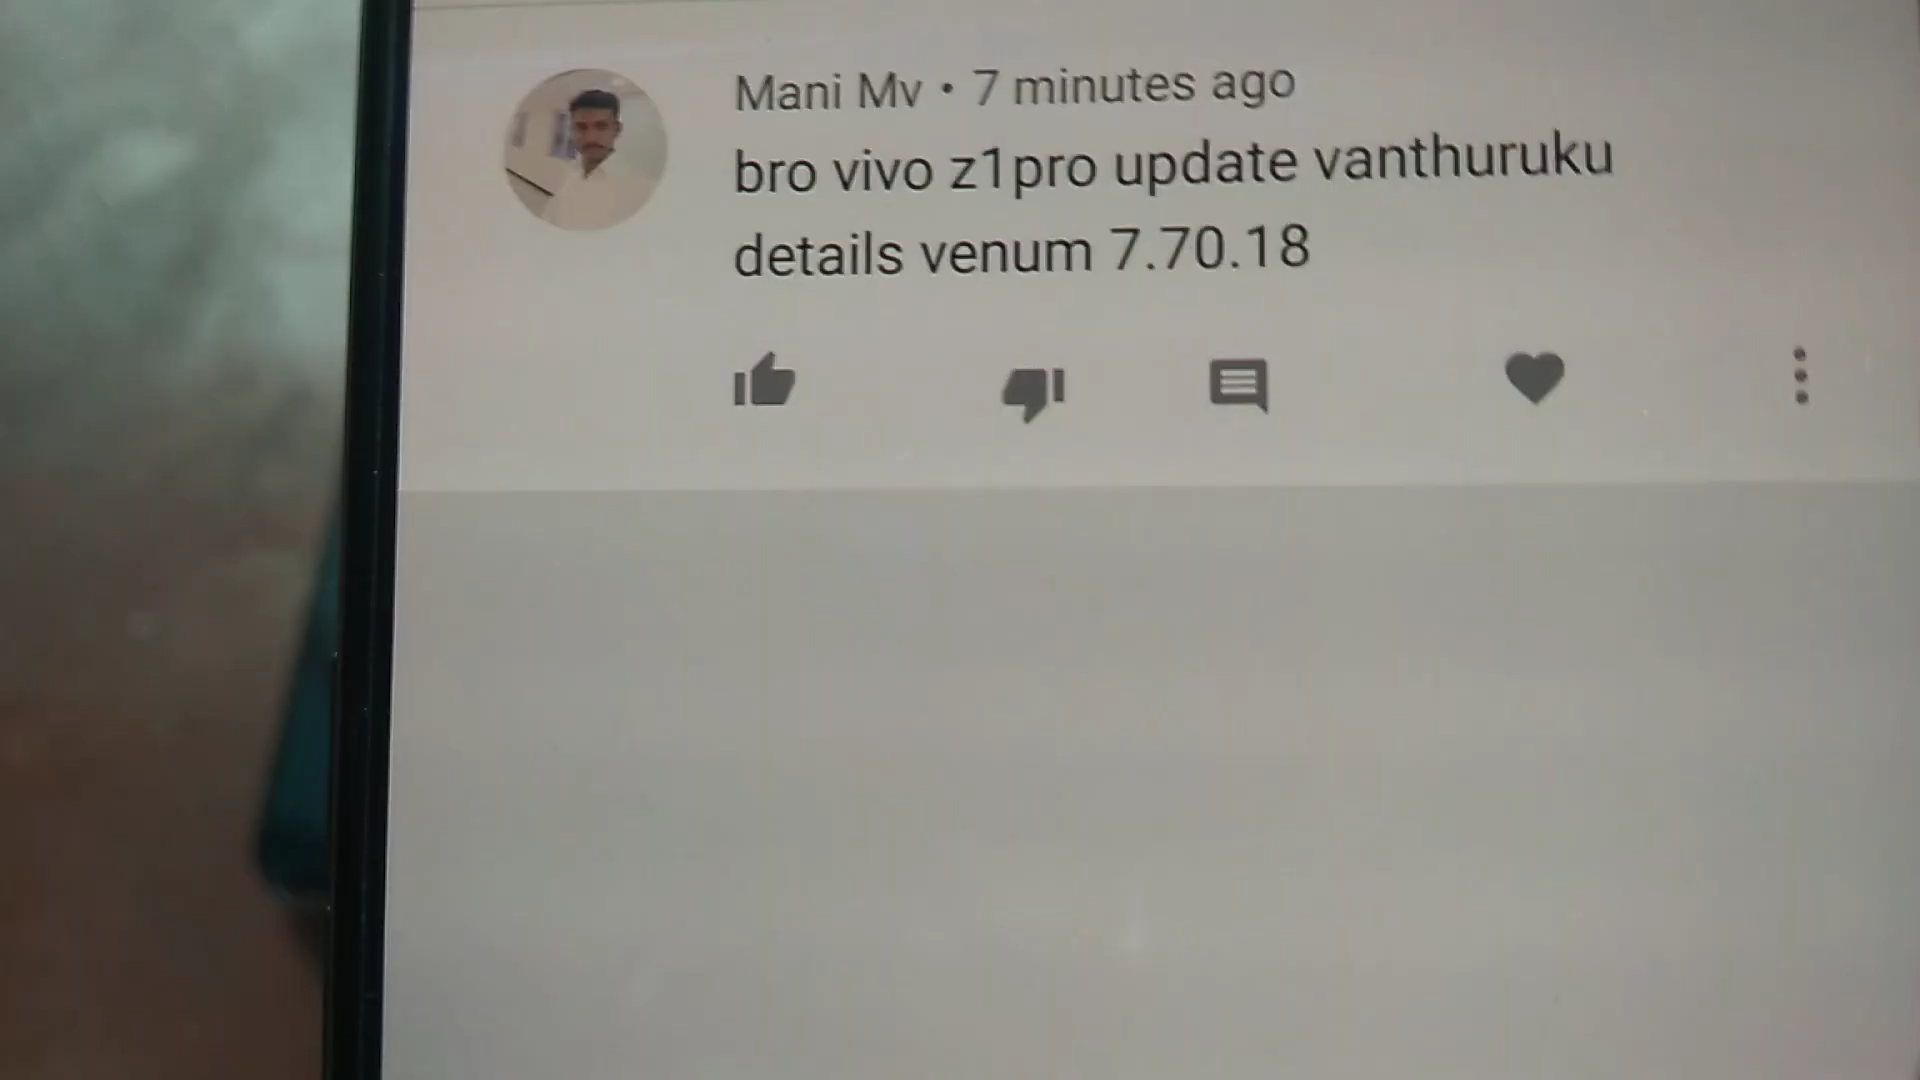 Mani Mv • 7 minutes ago
bro vivo z1pro update vanthuruku
details venum 7.70.18